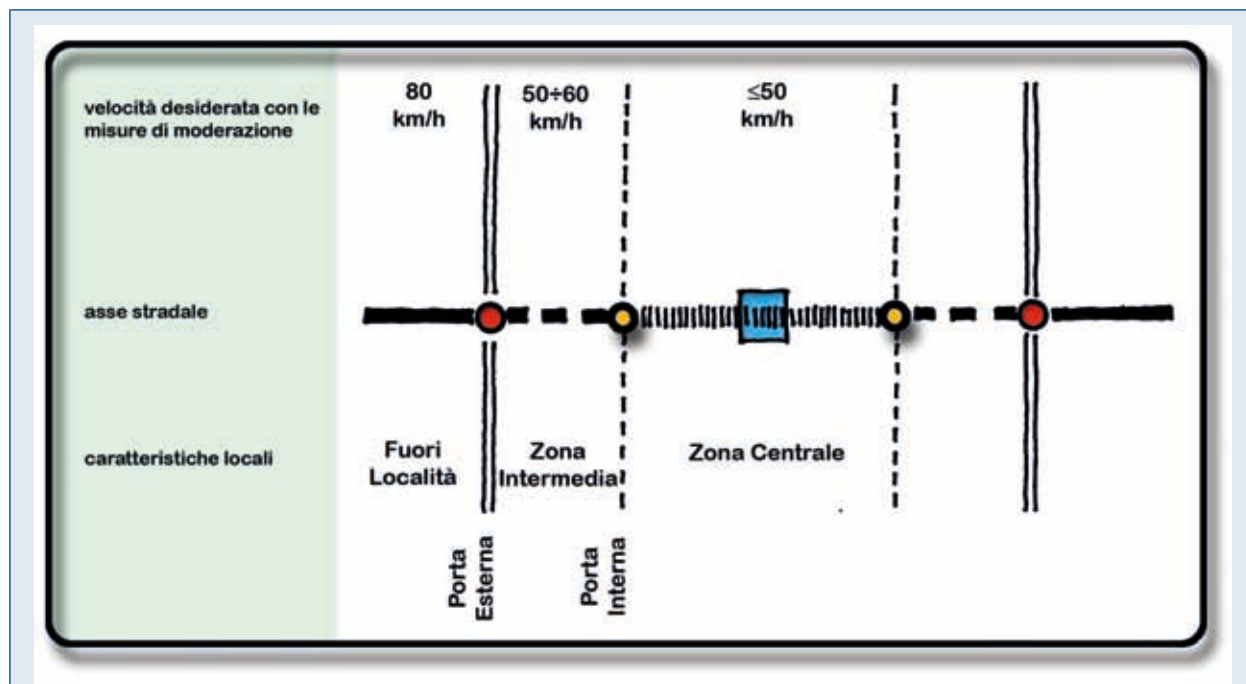 velocità desiderata con le
misure di moderazione
80
km/h
50÷60
km/h
≤50
km/h
asse stradale
caratteristiche locali
Fuori
Località
Zona
Intermedia
Zona Centrale
Porta
Esterna
Porta
Interna